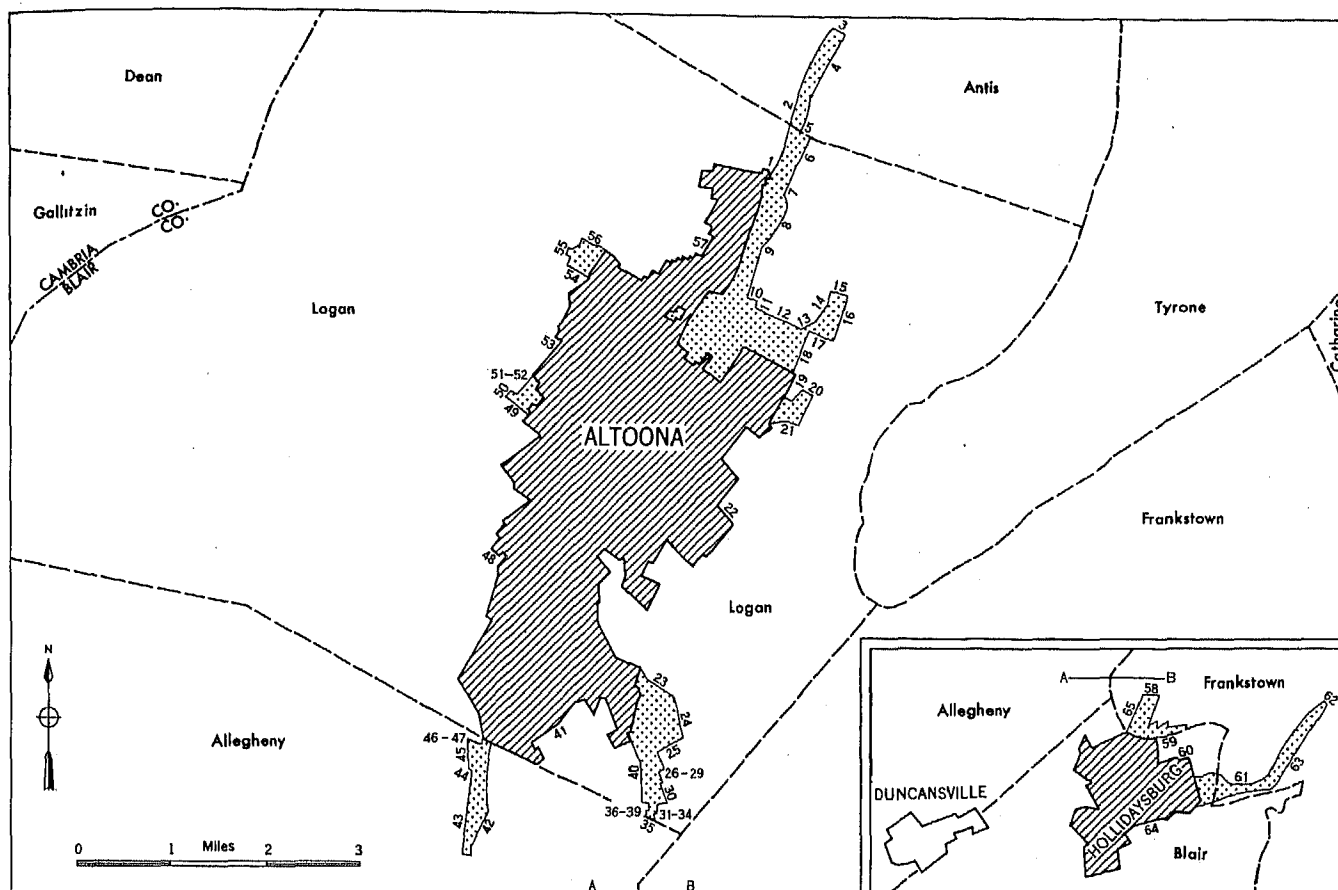 Dean
Gallitzin
CO.
CO.
CAMBRIA
BLAIR
Logan
Antis
Tyrone
Catharine
Frankstown
ALTOONA
Logan
Allegheny
N
0 1 Miles 2 3
1
2
3
4
5
6
7
8
9
10
11
12
13
14
15
16
17
18
19
20
21
22
23
24
25
26-29
30
31-34
35
36-39
40
41
42
43
44
45
46-47
48
49
50
51-52
53
54
55
56
57
A B
A B
58
Frankstown
Allegheny
65
59
60
61
62
63
64
HOLLIDAYSBURG
DUNCANSVILLE
Blair